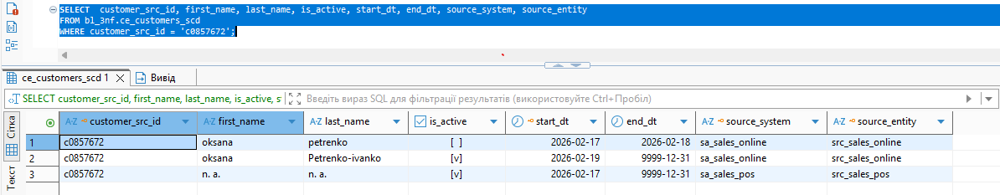 SELECT customer_src_id, first_name, last_name, is_active, start_dt, end_dt, source_system, source_entity
FROM bl_3nf.ce_customers_scd
WHERE customer_src_id = 'c0857672';
ce_customers_scd 1 Вивід
SELECT customer_src_id, first_name, last_name, is_active, st Введіть вираз SQL для фільтрації результатів (використовуйте Ctrl+Пробіл)
Сітка
Текст
A-Z customer_src_id A-Z first_name A-Z last_name is_active start_dt end_dt A-Z source_system A-Z source_entity
1 c0857672 oksana petrenko [ ] 2026-02-17 2026-02-18 sa_sales_online src_sales_online
2 c0857672 oksana Petrenko-ivanko [v] 2026-02-19 9999-12-31 sa_sales_online src_sales_online
3 c0857672 n. a. n. a. [v] 2026-02-17 9999-12-31 sa_sales_pos src_sales_pos